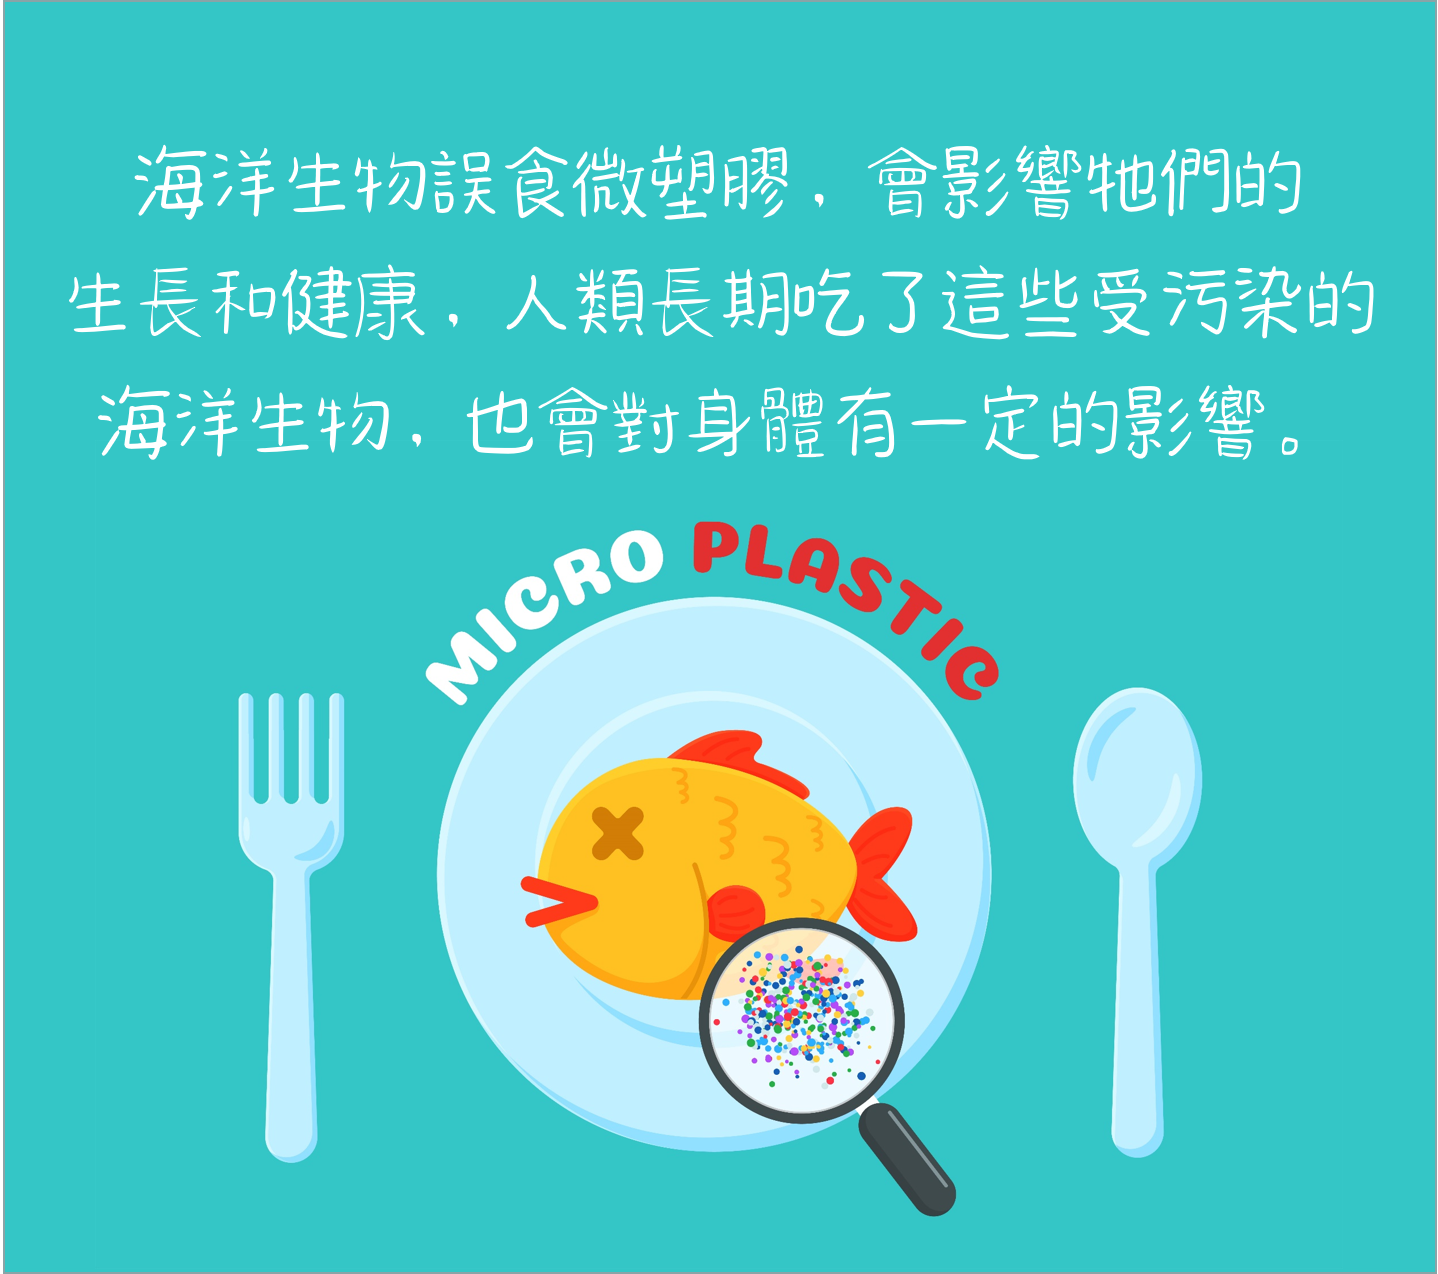 海洋生物誤食微塑膠，會影響牠們的
生長和健康，人類長期吃了這些受污染的
海洋生物，也會對身體有一定的影響。
MICRO PLASTIC